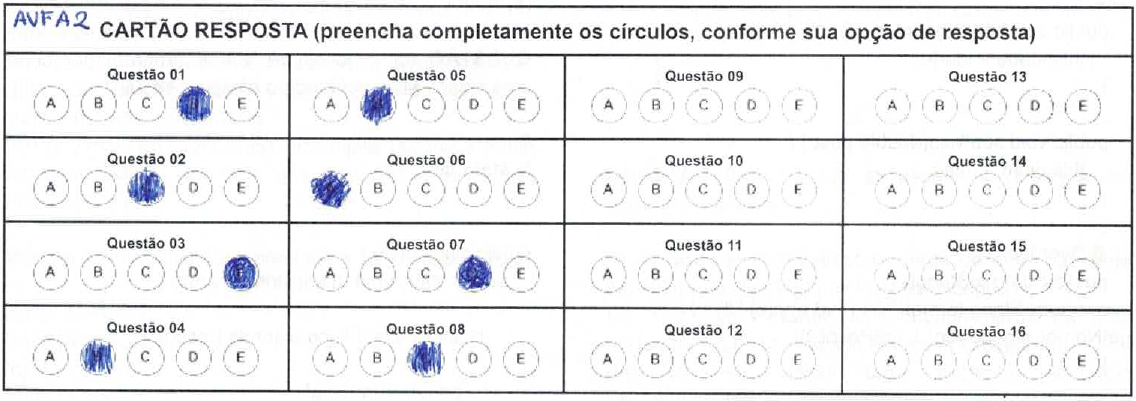 AVFA2
CARTÃO RESPOSTA (preencha completamente os círculos, conforme sua opção de resposta)
Questão 01
A B C E
Questão 05
A C D E
Questão 09
A B C D E
Questão 13
A B C D E
Questão 02
A B D E
Questão 06
B C D E
Questão 10
A B C D E
Questão 14
A B C D E
Questão 03
A B C D E
Questão 07
A B C D E
Questão 11
A B C D E
Questão 15
A B C D E
Questão 04
A B C D E
Questão 08
A B D E
Questão 12
A B C D E
Questão 16
A B C D E